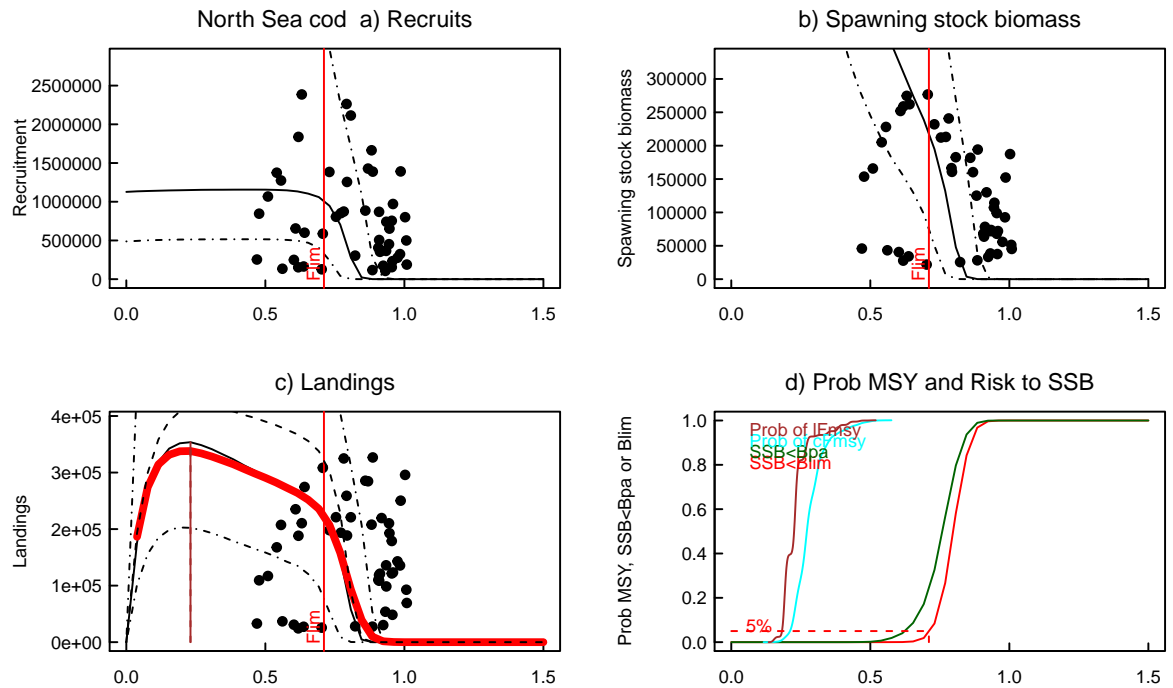 North Sea cod a) Recruits
Recruitment
2500000
2000000
1500000
1000000
500000
0
Flim
0.0 0.5 1.0 1.5
b) Spawning stock biomass
Spawning stock biomass
300000
250000
200000
150000
100000
50000
0
Flim
0.0 0.5 1.0 1.5
c) Landings
Landings
4e+05
3e+05
2e+05
1e+05
0e+00
Flim
0.0 0.5 1.0 1.5
d) Prob MSY and Risk to SSB
Prob MSY, SSB<Bpa or Blim
1.0
0.8
0.6
0.4
0.2
0.0
Prob of lFmsy
Prob of cFmsy
SSB<Bpa
SSB<Blim
5%
0.0 0.5 1.0 1.5